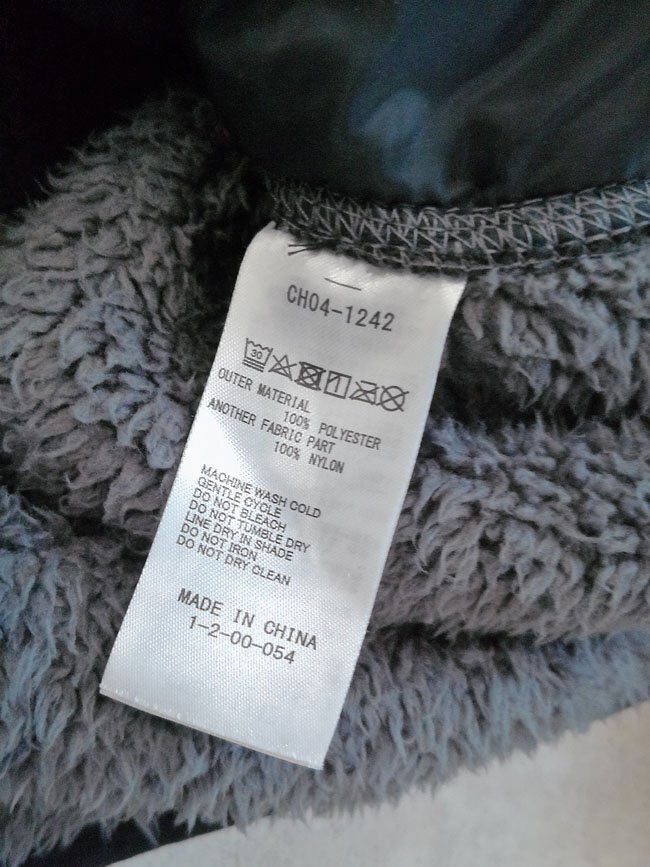 CH04-1242
30
OUTER MATERIAL
100% POLYESTER
ANOTHER FABRIC PART
100% NYLON
MACHINE WASH COLD
GENTLE CYCLE
DO NOT BLEACH
DO NOT TUMBLE DRY
LINE DRY IN SHADE
DO NOT IRON
DO NOT DRY CLEAN
MADE IN CHINA
1-2-00-054